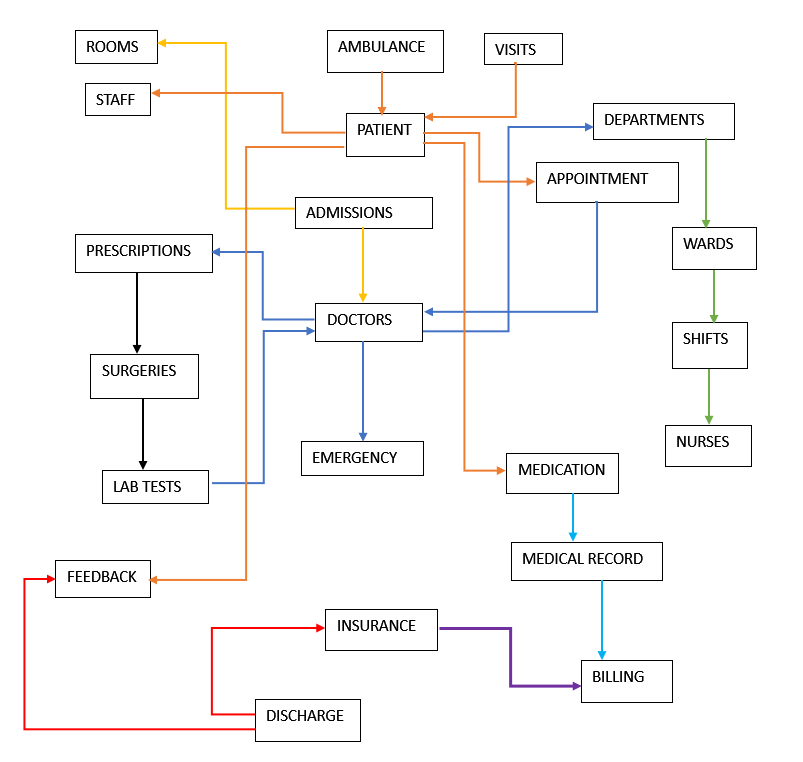 ROOMS
AMBULANCE
VISITS
STAFF
PATIENT
DEPARTMENTS
APPOINTMENT
ADMISSIONS
PRESCRIPTIONS
WARDS
DOCTORS
SHIFTS
SURGERIES
NURSES
EMERGENCY
MEDICATION
LAB TESTS
MEDICAL RECORD
FEEDBACK
INSURANCE
BILLING
DISCHARGE